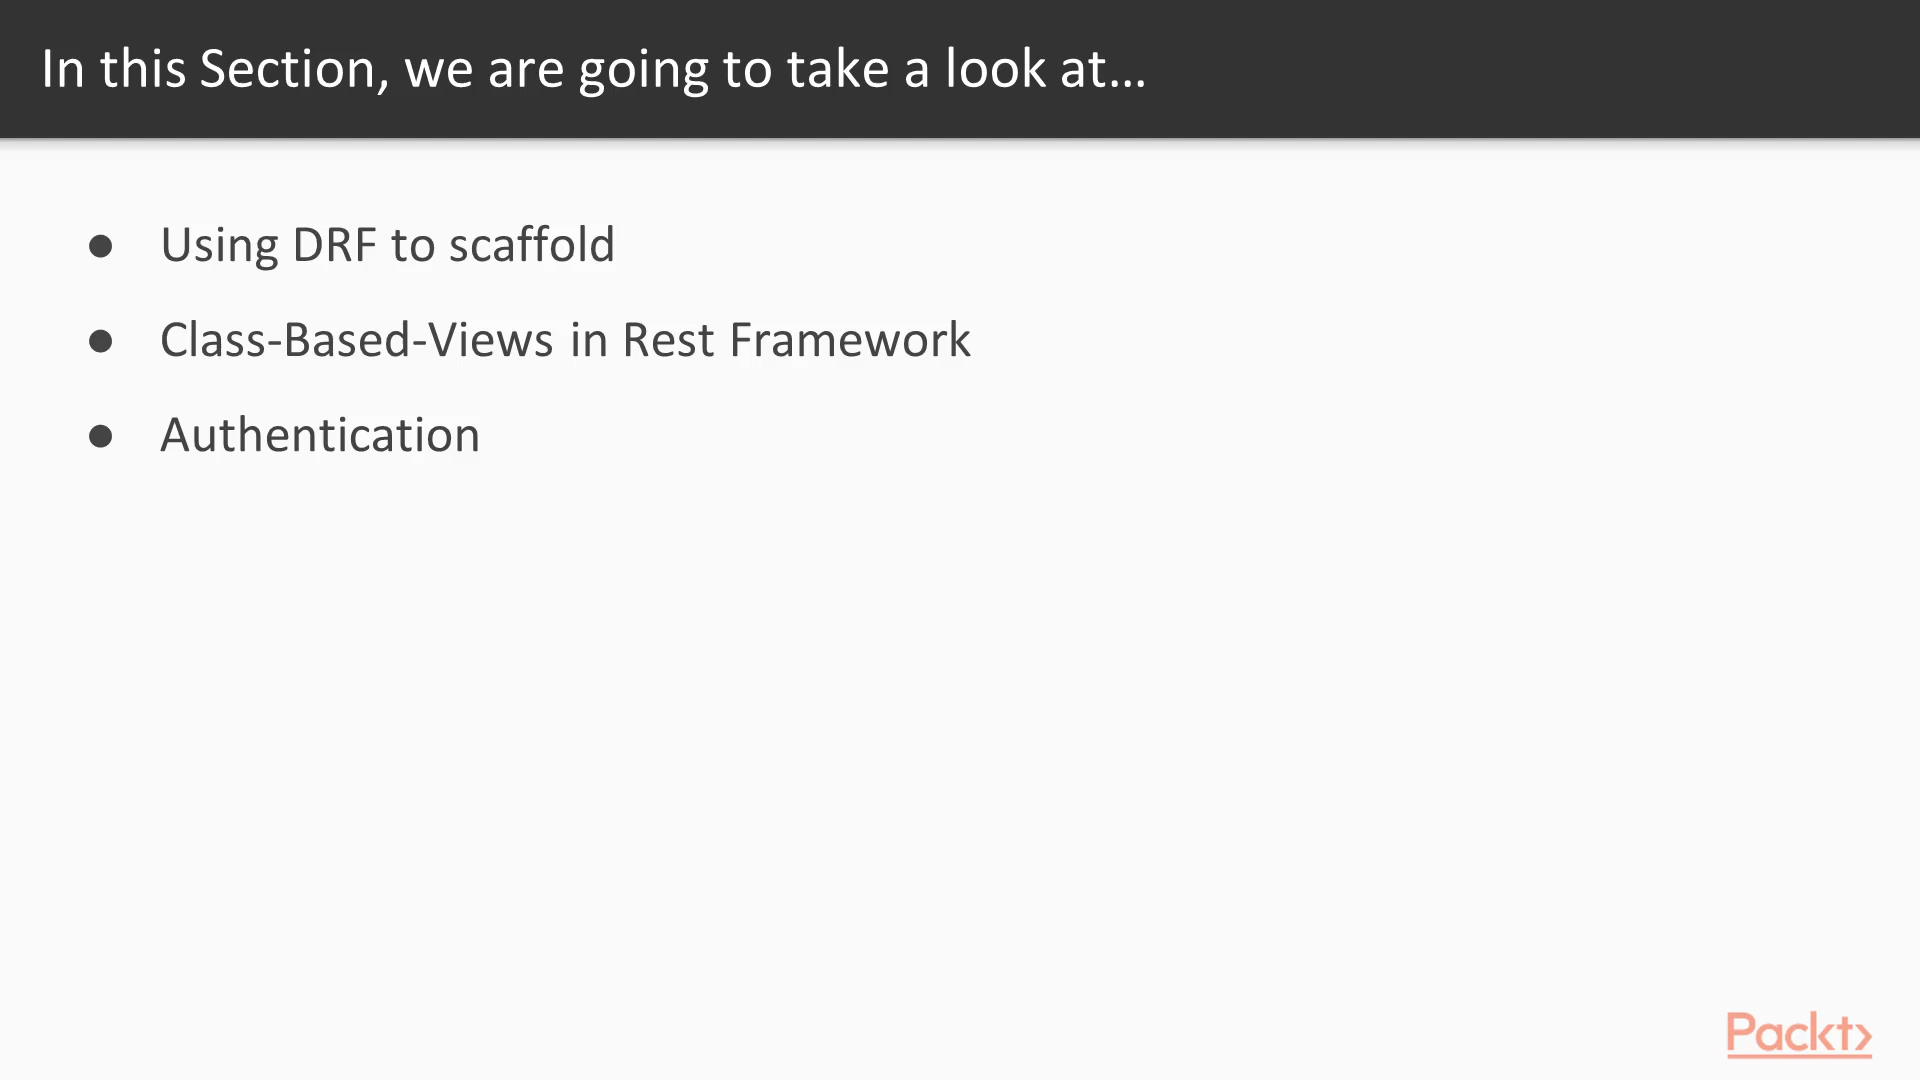 In this Section, we are going to take a look at...
● Using DRF to scaffold
● Class-Based-Views in Rest Framework
● Authentication
Packt>